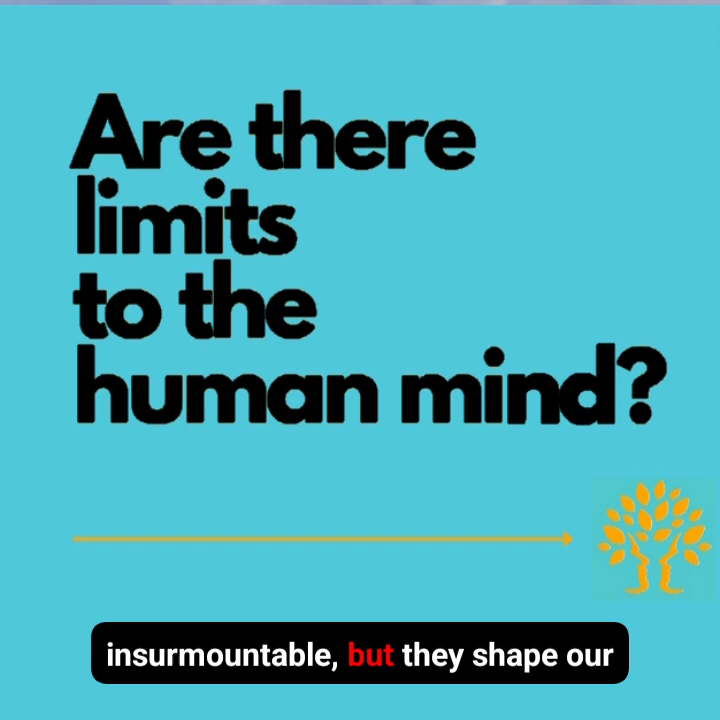 Are there
limits
to the
human mind?
insurmountable, but they shape our